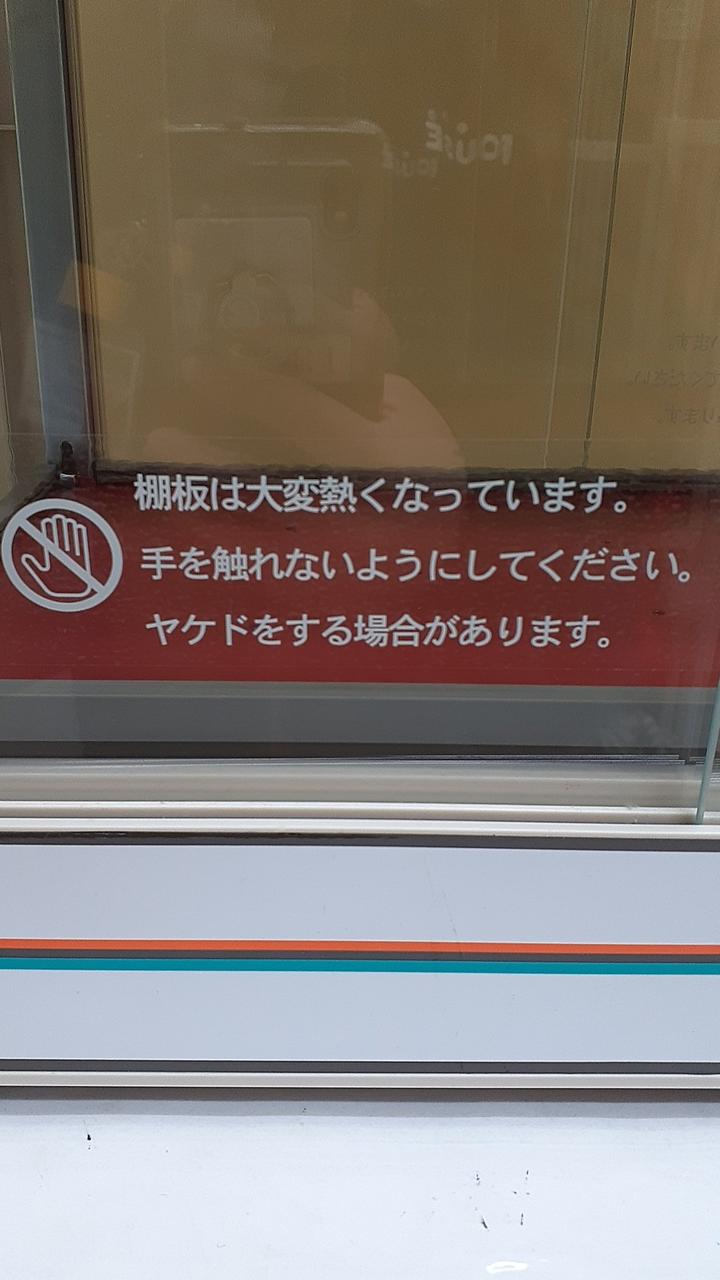 棚板は大変熱くなっています。
手を触れないようにしてください。
ヤケドをする場合があります。